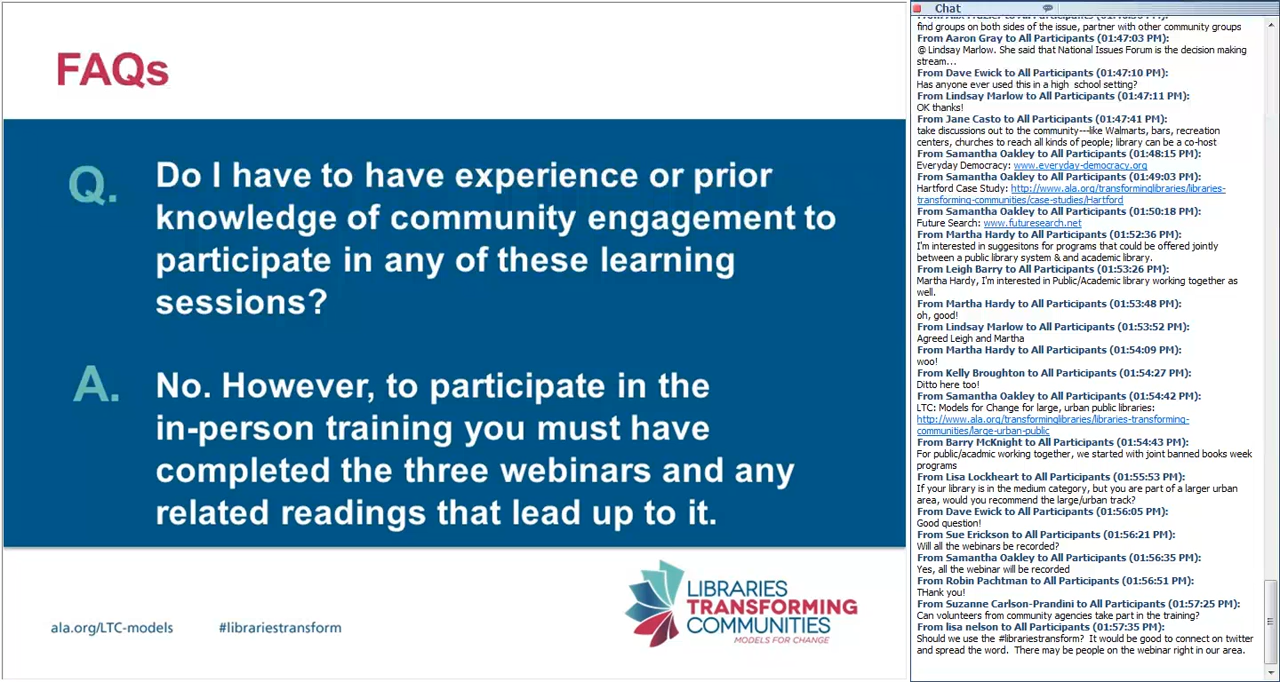 FAQs
Q. Do I have to have experience or prior
knowledge of community engagement to
participate in any of these learning
sessions?
A. No. However, to participate in the
in-person training you must have
completed the three webinars and any
related readings that lead up to it.
ala.org/LTC-models #librariestransform
LIBRARIES
TRANSFORMING
COMMUNITIES
MODELS FOR CHANGE
Chat
find groups on both sides of the issue, partner with other community groups
From Aaron Gray to All Participants (01:47:03 PM):
@ Lindsay Marlow. She said that National Issues Forum is the decision making
stream...
From Dave Ewick to All Participants (01:47:10 PM):
Has anyone ever used this in a high school setting?
From Lindsay Marlow to All Participants (01:47:11 PM):
OK thanks!
From Jane Casto to All Participants (01:47:41 PM):
take discussions out to the community---like Walmarts, bars, recreation
centers, churches to reach all kinds of people; library can be a co-host
From Samantha Oakley to All Participants (01:48:15 PM):
Everyday Democracy: www.everyday-democracy.org
From Samantha Oakley to All Participants (01:49:03 PM):
Hartford Case Study: http://www.ala.org/transforminglibraries/libraries-
transforming-communities/case-studies/Hartford
From Samantha Oakley to All Participants (01:50:18 PM):
Future Search: www.futuresearch.net
From Martha Hardy to All Participants (01:52:36 PM):
I'm interested in suggesitons for programs that could be offered jointly
between a public library system & and academic library.
From Leigh Barry to All Participants (01:53:26 PM):
Martha Hardy, I'm interested in Public/Academic library working together as
well.
From Martha Hardy to All Participants (01:53:48 PM):
oh, good!
From Lindsay Marlow to All Participants (01:53:52 PM):
Agreed Leigh and Martha
From Martha Hardy to All Participants (01:54:09 PM):
woo!
From Kelly Broughton to All Participants (01:54:27 PM):
Ditto here too!
From Samantha Oakley to All Participants (01:54:42 PM):
LTC: Models for Change for large, urban public libraries:
http://www.ala.org/transforminglibraries/libraries-transforming-
communities/large-urban-public
From Barry McKnight to All Participants (01:54:43 PM):
For public/acadmic working together, we started with joint banned books week
programs
From Lisa Lockheart to All Participants (01:55:53 PM):
If your library is in the medium category, but you are part of a larger urban
area, would you recommend the large/urban track?
From Dave Ewick to All Participants (01:56:05 PM):
Good question!
From Sue Erickson to All Participants (01:56:21 PM):
Will all the webinars be recorded?
From Samantha Oakley to All Participants (01:56:35 PM):
Yes, all the webinar will be recorded
From Robin Pachtman to All Participants (01:56:51 PM):
Thank you!
From Suzanne Carlson-Prandini to All Participants (01:57:25 PM):
Can volunteers from community agencies take part in the training?
From lisa nelson to All Participants (01:57:35 PM):
Should we use the #librariestransform? It would be good to connect on twitter
and spread the word. There may be people on the webinar right in our area.